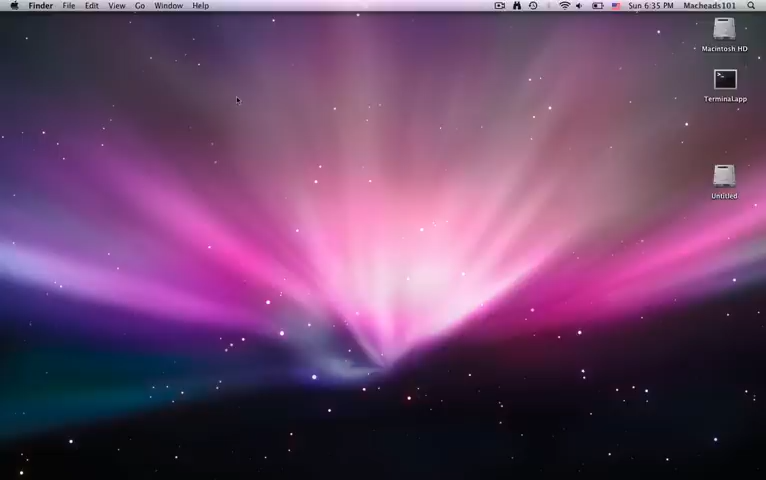 Finder File Edit View Go Window Help Sun 6:35 PM Macheads101
Macintosh HD
Terminal.app
Untitled